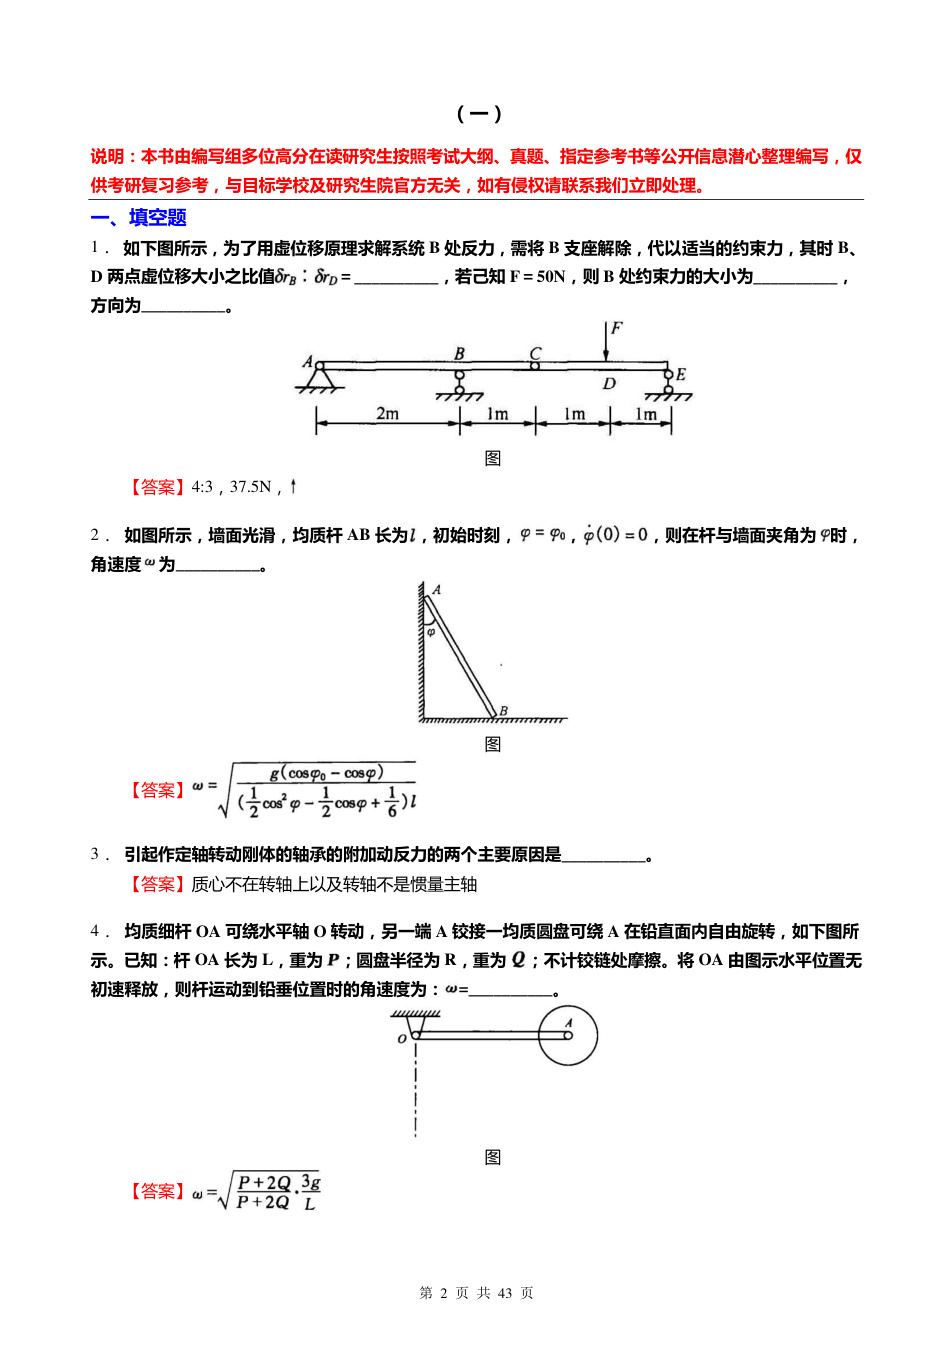 （一）
说明：本书由编写组多位高分在读研究生按照考试大纲、真题、指定参考书等公开信息潜心整理编写，仅
供考研复习参考，与目标学校及研究生院官方无关，如有侵权请联系我们立即处理。
一、填空题
1． 如下图所示，为了用虚位移原理求解系统 B 处反力，需将 B 支座解除，代以适当的约束力，其时 B、
D 两点虚位移大小之比值δr_B：δr_D＝__________，若己知 F＝50N，则 B 处约束力的大小为__________，
方向为__________。
F
A B C D E
2m 1m 1m 1m
图
【答案】4:3，37.5N，↑
2． 如图所示，墙面光滑，均质杆 AB 长为l，初始时刻，φ = φ₀，φ̇(0) = 0，则在杆与墙面夹角为 φ时，
角速度 ω 为__________。
A
φ
B
图
【答案】ω = √(g(cosφ₀ − cosφ) / ((1/2 cos²φ − 1/2 cosφ + 1/6)l))
3． 引起作定轴转动刚体的轴承的附加动反力的两个主要原因是__________。
【答案】质心不在转轴上以及转轴不是惯量主轴
4． 均质细杆 OA 可绕水平轴 O 转动，另一端 A 铰接一均质圆盘可绕 A 在铅直面内自由旋转，如下图所
示。已知：杆 OA 长为 L，重为 P；圆盘半径为 R，重为 Q；不计铰链处摩擦。将 OA 由图示水平位置无
初速释放，则杆运动到铅垂位置时的角速度为：ω=__________。
O A
图
【答案】ω = √((P+2Q)/(P+2Q) · 3g/L)
第 2 页 共 43 页